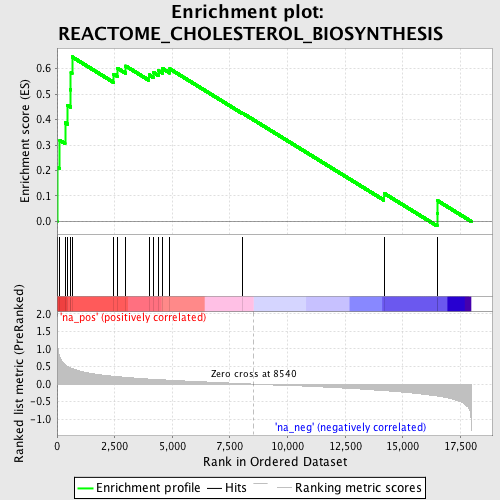 Enrichment plot:
REACTOME_CHOLESTEROL_BIOSYNTHESIS
Enrichment score (ES)
0.6
0.5
0.4
0.3
0.2
0.1
0.0
'na_pos' (positively correlated)
Ranked list metric (PreRanked)
2.0
1.5
1.0
0.5
0.0
-0.5
-1.0
Zero cross at 8540
'na_neg' (negatively correlated)
0
2,500
5,000
7,500
10,000
12,500
15,000
17,500
Rank in Ordered Dataset
Enrichment profile
Hits
Ranking metric scores